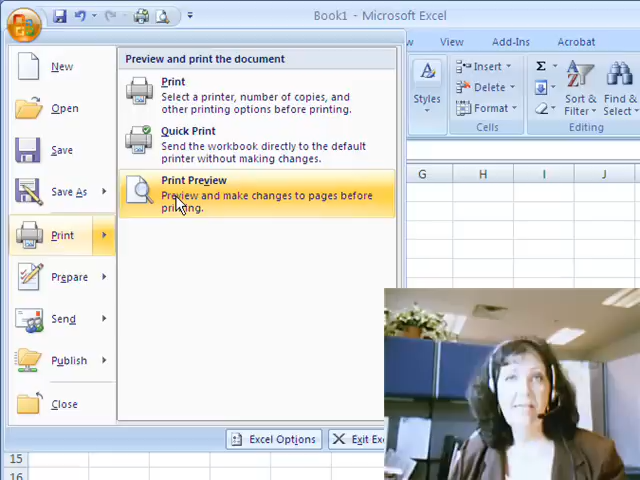 Book1 - Microsoft Excel
View
Add-Ins
Acrobat
New
Open
Save
Save As
Print
Prepare
Send
Publish
Close
Preview and print the document
Print
Select a printer, number of copies, and
other printing options before printing.
Quick Print
Send the workbook directly to the default
printer without making changes.
Print Preview
Preview and make changes to pages before
printing.
Styles
Insert
Delete
Format
Cells
Σ
Sort &
Filter
Find &
Select
Editing
G H I J
Excel Options
Exit Ex
15
16